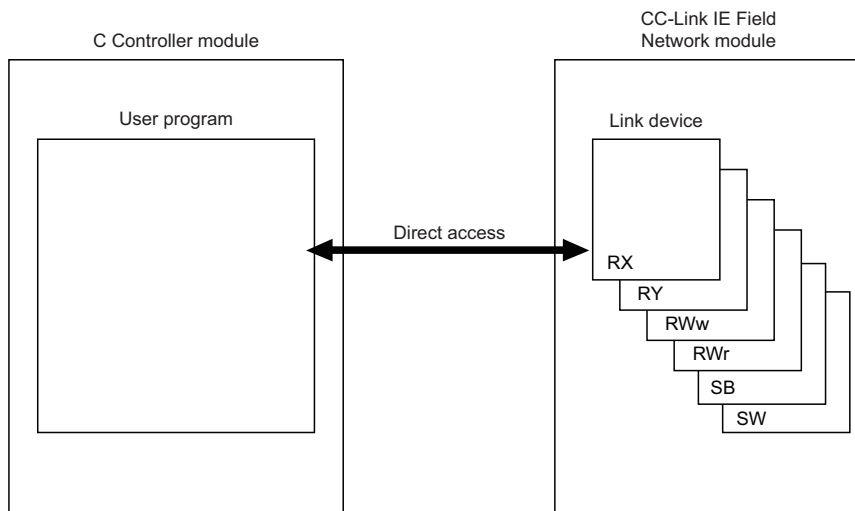 C Controller module
CC-Link IE Field
Network module
User program
Link device
Direct access
RX
RY
RWw
RWr
SB
SW